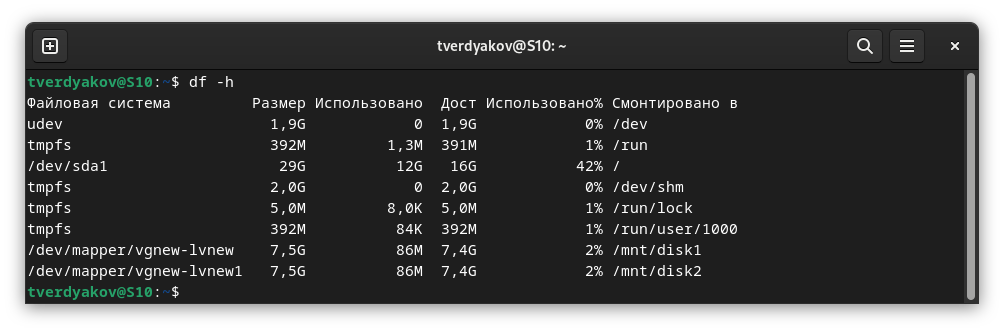 tverdyakov@S10: ~
tverdyakov@S10:~$ df -h
Файловая система         Размер Использовано  Дост Использовано% Смонтировано в
udev                       1,9G            0  1,9G            0% /dev
tmpfs                      392M         1,3M  391M            1% /run
/dev/sda1                   29G          12G   16G           42% /
tmpfs                      2,0G            0  2,0G            0% /dev/shm
tmpfs                      5,0M         8,0K  5,0M            1% /run/lock
tmpfs                      392M          84K  392M            1% /run/user/1000
/dev/mapper/vgnew-lvnew    7,5G          86M  7,4G            2% /mnt/disk1
/dev/mapper/vgnew-lvnew1   7,5G          86M  7,4G            2% /mnt/disk2
tverdyakov@S10:~$